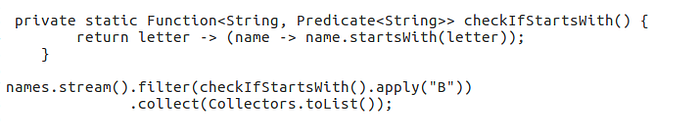 private static Function<String, Predicate<String>> checkIfStartsWith() {
return letter -> (name -> name.startsWith(letter));
}
names.stream().filter(checkIfStartsWith().apply("B"))
.collect(Collectors.toList());